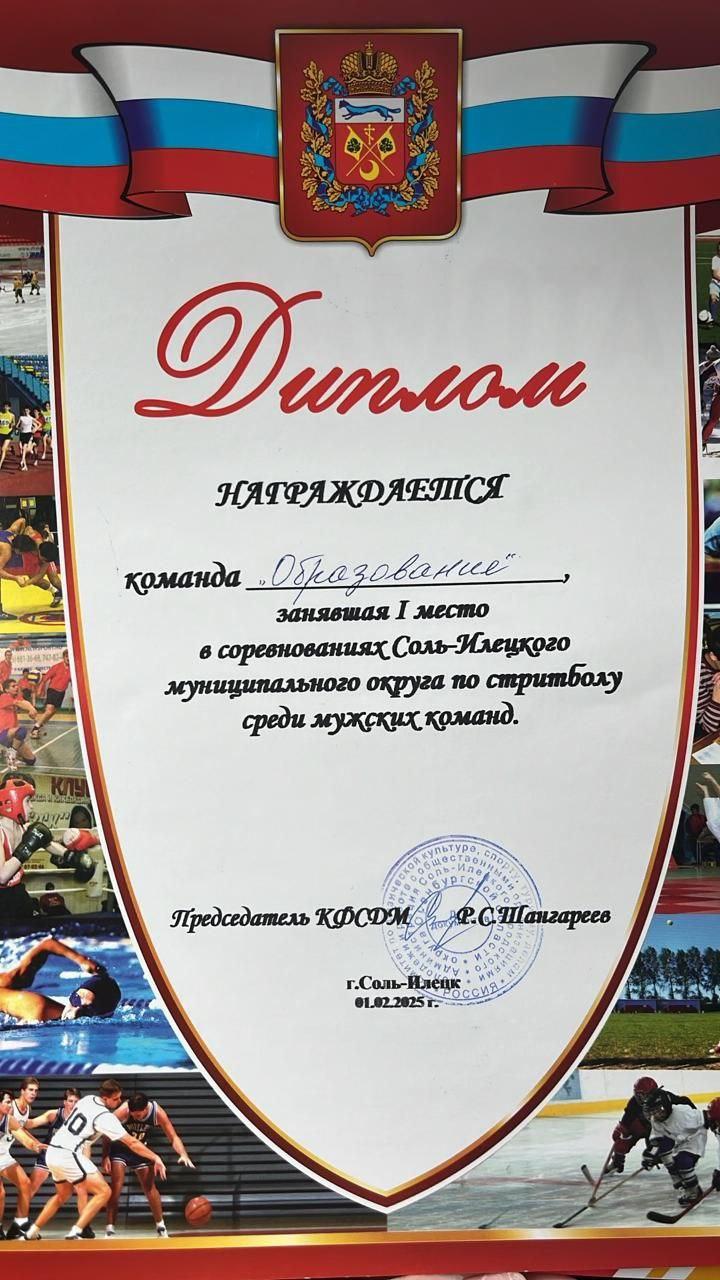 Диплом
НАГРАЖДАЕТСЯ
команда „Образование",
занявшая I место
в соревнованиях Соль-Илецкого
муниципального округа по стритболу
среди мужских команд.
Председатель КФСДМ Р.С.Шангареев
г.Соль-Илецк
01.02.2025 г.
РОССИЯ